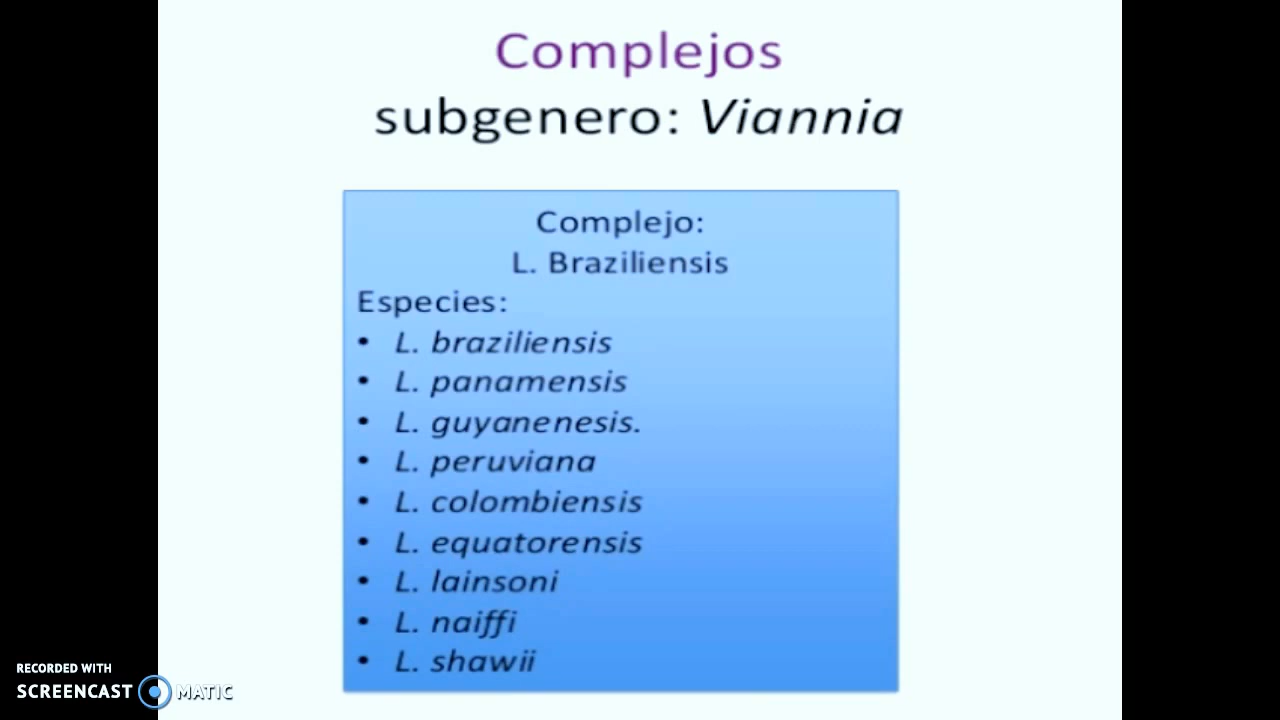 Complejos
subgenero: Viannia
Complejo:
L. Braziliensis
Especies:
• L. braziliensis
• L. panamensis
• L. guyanenesis.
• L. peruviana
• L. colombiensis
• L. equatorensis
• L. lainsoni
• L. naiffi
• L. shawii
RECORDED WITH
SCREENCAST MATIC